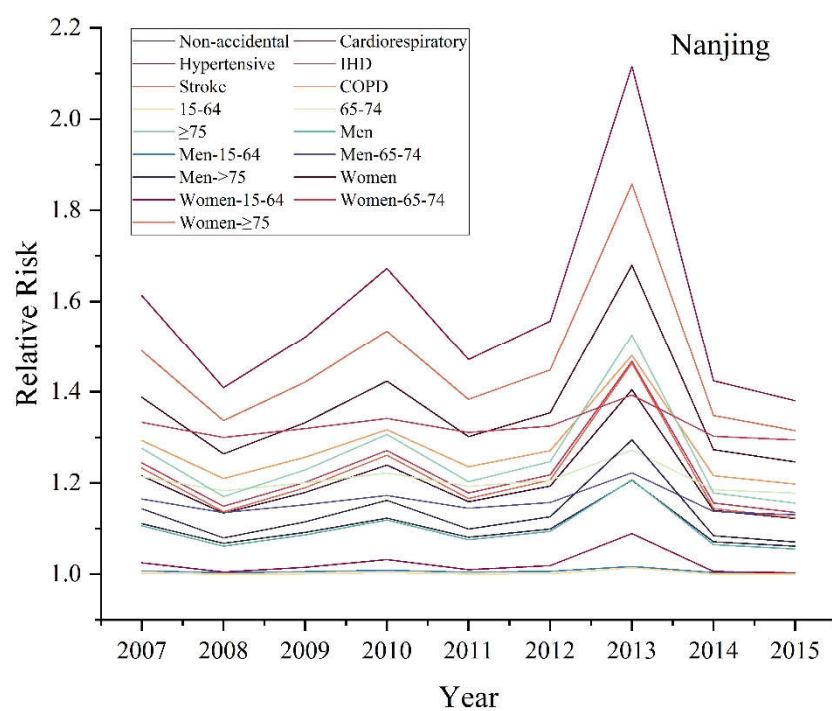 Nanjing
Non-accidental Cardiorespiratory
Hypertensive IHD
Stroke COPD
15-64 65-74
≥75 Men
Men-15-64 Men-65-74
Men->75 Women
Women-15-64 Women-65-74
Women-≥75
2.2
2.0
1.8
1.6
1.4
1.2
1.0
Relative Risk
2007 2008 2009 2010 2011 2012 2013 2014 2015
Year